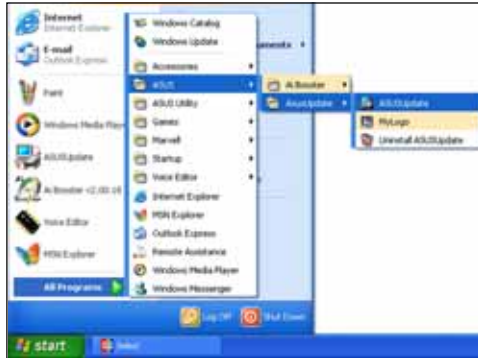 Internet
Internet Explorer
E-mail
Outlook Express
Paint
Windows Media Player
ASUSUpdate
Ai Booster
Voice Editor
MSN Explorer
All Programs
Windows Catalog
Windows Update
Accessories
ASUS
ASUS Utility
Games
Marvell
Startup
Voice Editor
Internet Explorer
MSN Explorer
Outlook Express
Remote Assistance
Windows Media Player
Windows Messenger
Ai Booster
AsusUpdate
ASUSUpdate
MyLogo
Uninstall ASUSUpdate
Log Off
Shut Down
start